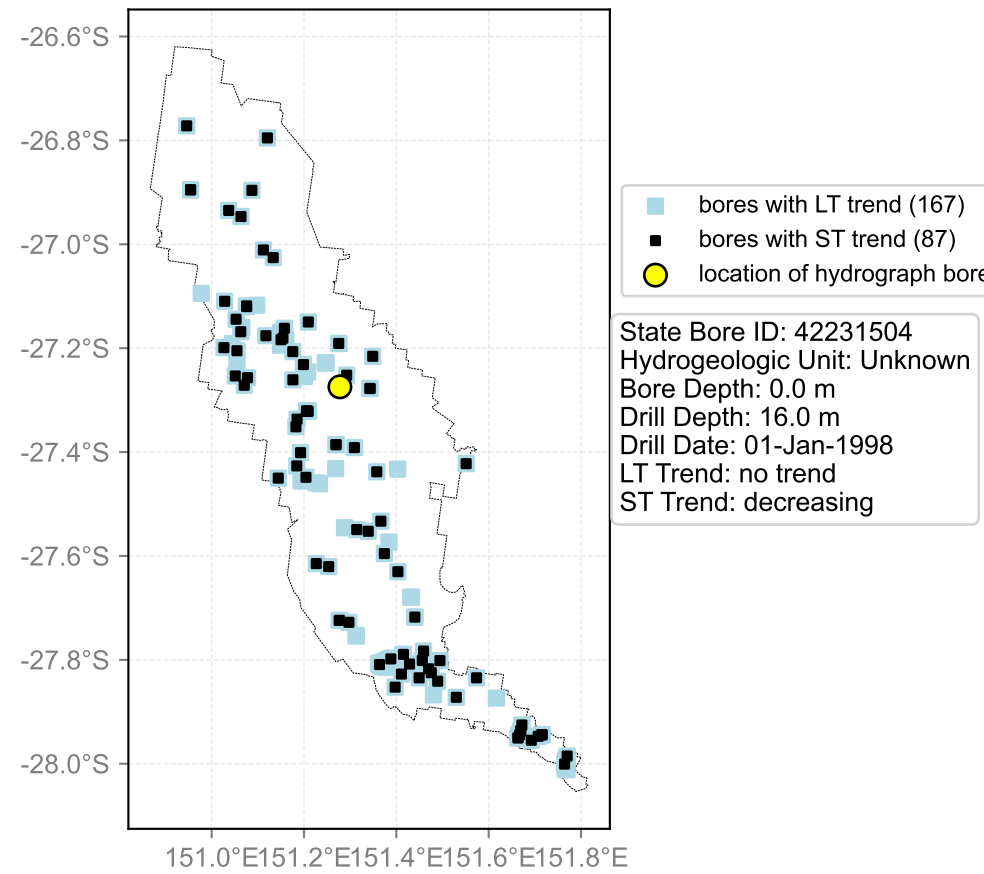 -26.6°S
-26.8°S
-27.0°S
-27.2°S
-27.4°S
-27.6°S
-27.8°S
-28.0°S
151.0°E151.2°E151.4°E151.6°E151.8°E
bores with LT trend (167)
bores with ST trend (87)
location of hydrograph bore
State Bore ID: 42231504
Hydrogeologic Unit: Unknown
Bore Depth: 0.0 m
Drill Depth: 16.0 m
Drill Date: 01-Jan-1998
LT Trend: no trend
ST Trend: decreasing